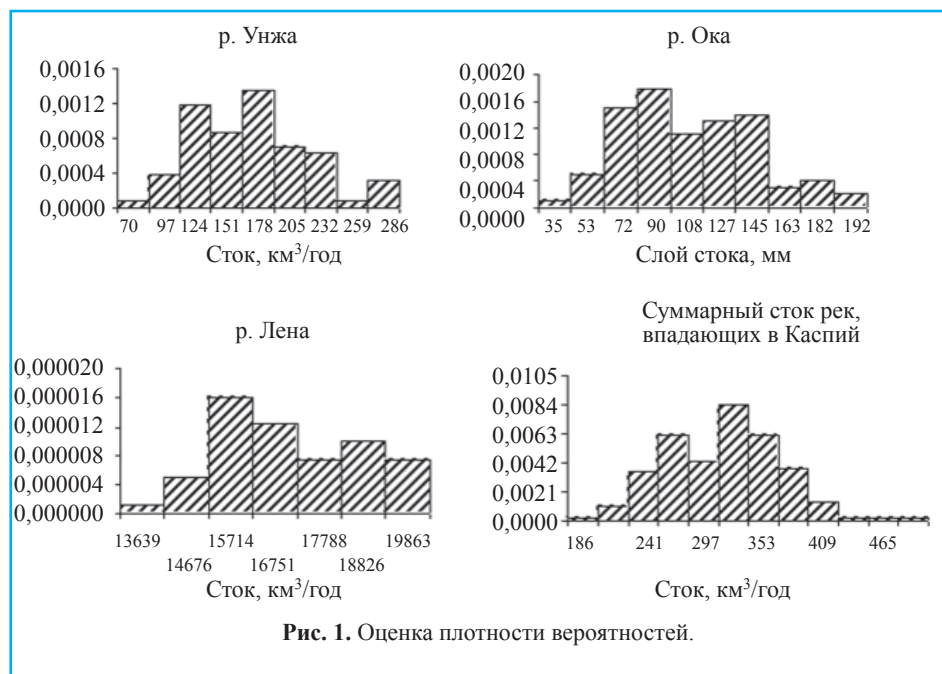 р. Унжа
0,0016
0,0012
0,0008
0,0004
0,0000
70 97 124 151 178 205 232 259 286
Сток, км³/год
р. Ока
0,0020
0,0016
0,0012
0,0008
0,0004
0,0000
35 53 72 90 108 127 145 163 182 192
Слой стока, мм
р. Лена
0,000020
0,000016
0,000012
0,000008
0,000004
0,000000
13639 15714 17788 19863
14676 16751 18826
Сток, км³/год
Суммарный сток рек,
впадающих в Каспий
0,0105
0,0084
0,0063
0,0042
0,0021
0,0000
186 241 297 353 409 465
Сток, км³/год
Рис. 1. Оценка плотности вероятностей.